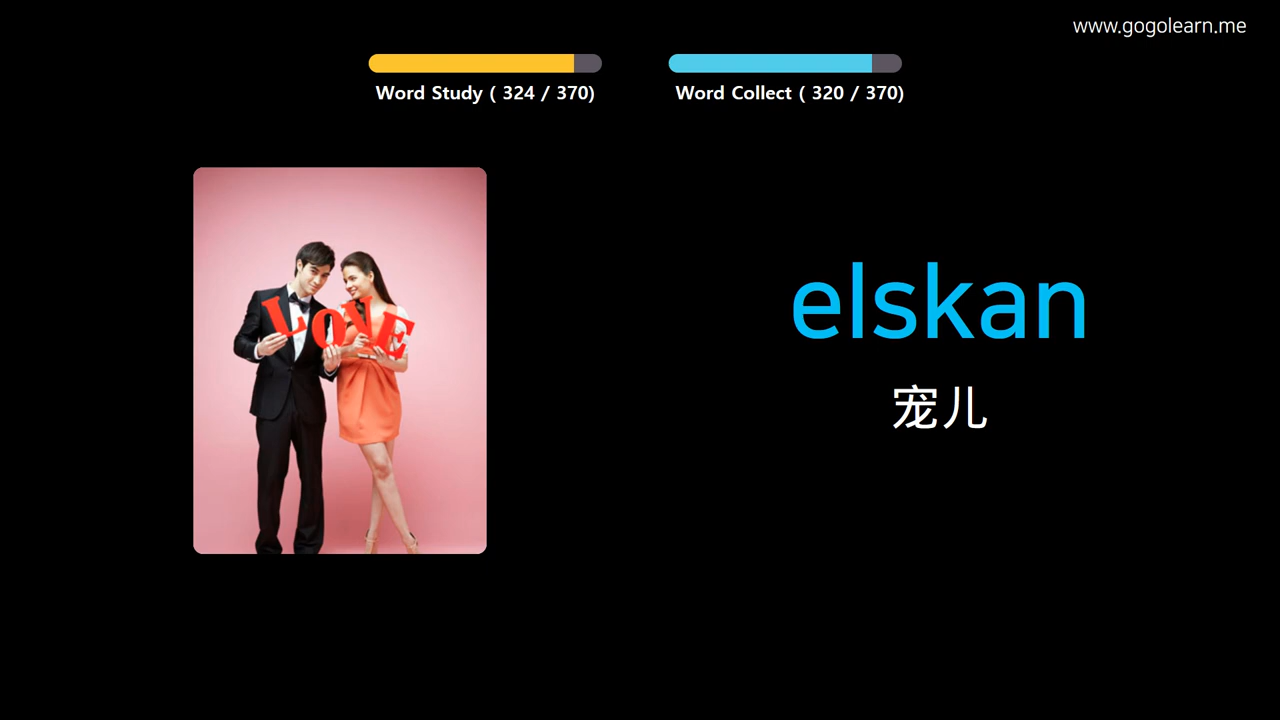 www.gogolearn.me
Word Study ( 324 / 370)
Word Collect ( 320 / 370)
LOVE
elskan
宠儿